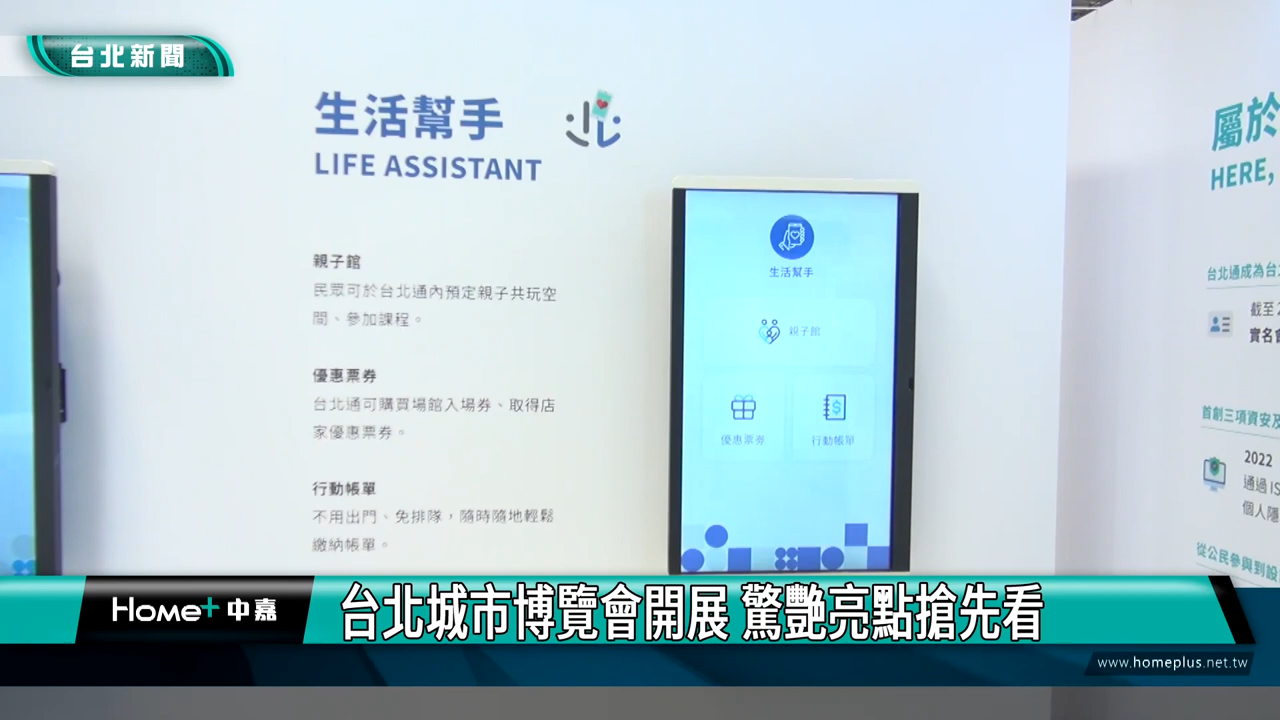 台北新聞
生活幫手
LIFE ASSISTANT
親子館
民眾可於台北通內預定親子共玩空
間、參加課程。
優惠票券
台北通可購買場館入場券、取得店
家優惠票券。
行動帳單
不用出門、免排隊，隨時隨地輕鬆
繳納帳單。
生活幫手
親子館
優惠票券
行動帳單
屬於
HERE,
台北通成為台
截至2
實名會
首創三項資安及
2022
通過 IS
個人隱
從公民參與到設
Home+ 中嘉
台北城市博覽會開展 驚艷亮點搶先看
www.homeplus.net.tw